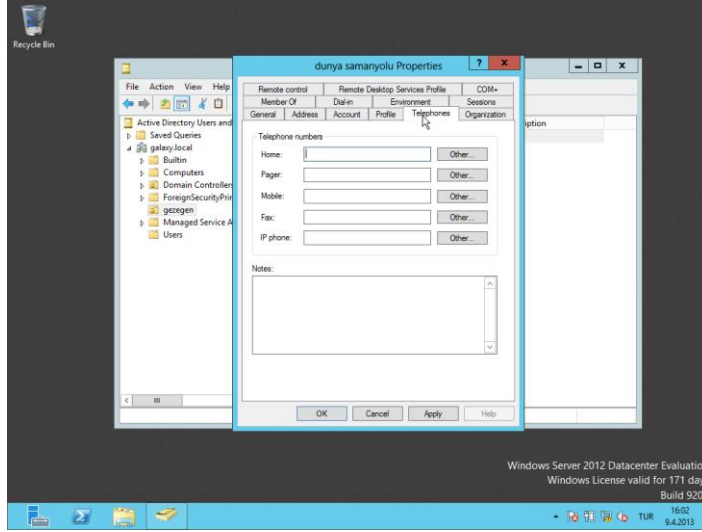 Recycle Bin
dunya samanyolu Properties
?
x
File Action View Help
Active Directory Users and
Saved Queries
galaxy.local
Builtin
Computers
Domain Controllers
ForeignSecurityPrin
gezegen
Managed Service A
Users
iption
Remote control Remote Desktop Services Profile COM+
Member Of Dial-in Environment Sessions
General Address Account Profile Telephones Organization
Telephone numbers
Home: Other...
Pager: Other...
Mobile: Other...
Fax: Other...
IP phone: Other...
Notes:
OK Cancel Apply Help
Windows Server 2012 Datacenter Evaluatio
Windows License valid for 171 day
Build 920
TUR 16:02
9.4.2013